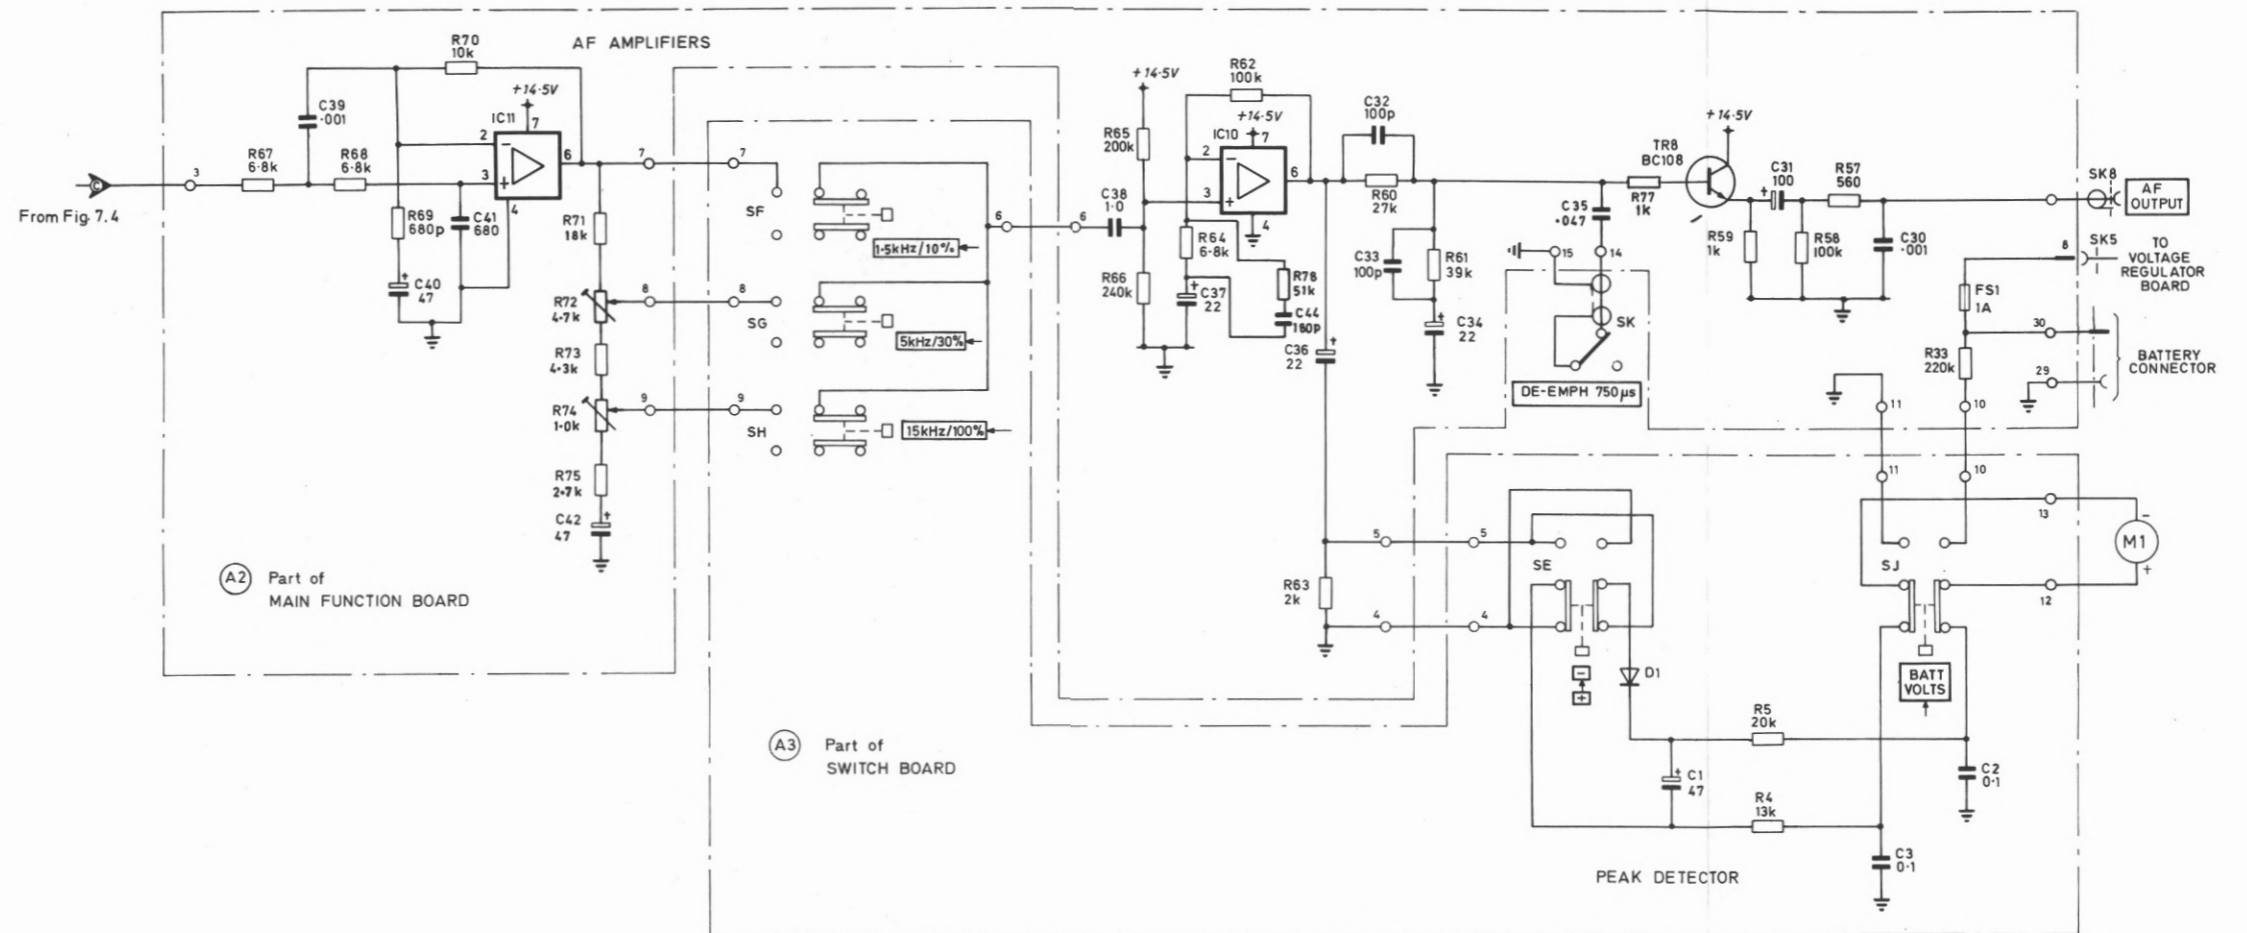 AF AMPLIFIERS
R70
10k
C39
·001
+14·5V
IC11
7
2
−
6
3
+
4
R67
6·8k
R68
6·8k
3
C
From Fig. 7.4
R69
680p
C41
680
+
C40
47
R71
18k
R72
4·7k
R73
4·3k
R74
1·0k
R75
2·7k
C42
+
47
A2
Part of
MAIN FUNCTION BOARD
7
7
8
8
9
9
SF
SG
SH
1·5kHz/10%
5kHz/30%
15kHz/100%
A3
Part of
SWITCH BOARD
6
6
C38
1·0
+14·5V
R65
200k
R66
240k
R62
100k
+14·5V
IC10
7
2
−
6
3
+
4
R64
6·8k
+
C37
22
R78
51k
C44
160p
C32
100p
R60
27k
C36
+
22
R63
2k
C33
100p
R61
39k
+
C34
22
C35
·047
15
14
SK
DE-EMPH 750µs
R77
1k
TR8
BC108
+14·5V
R59
1k
C31
100
+
R58
100k
R57
560
C30
·001
SK8
AF
OUTPUT
8
SK5
TO
VOLTAGE
REGULATOR
BOARD
FS1
1A
30
R33
220k
29
BATTERY
CONNECTOR
11
10
11
10
13
12
−
M1
+
SJ
BATT
VOLTS
5
5
4
4
SE
−
+
D1
R5
20k
+
C1
47
R4
13k
C2
0·1
C3
0·1
PEAK DETECTOR